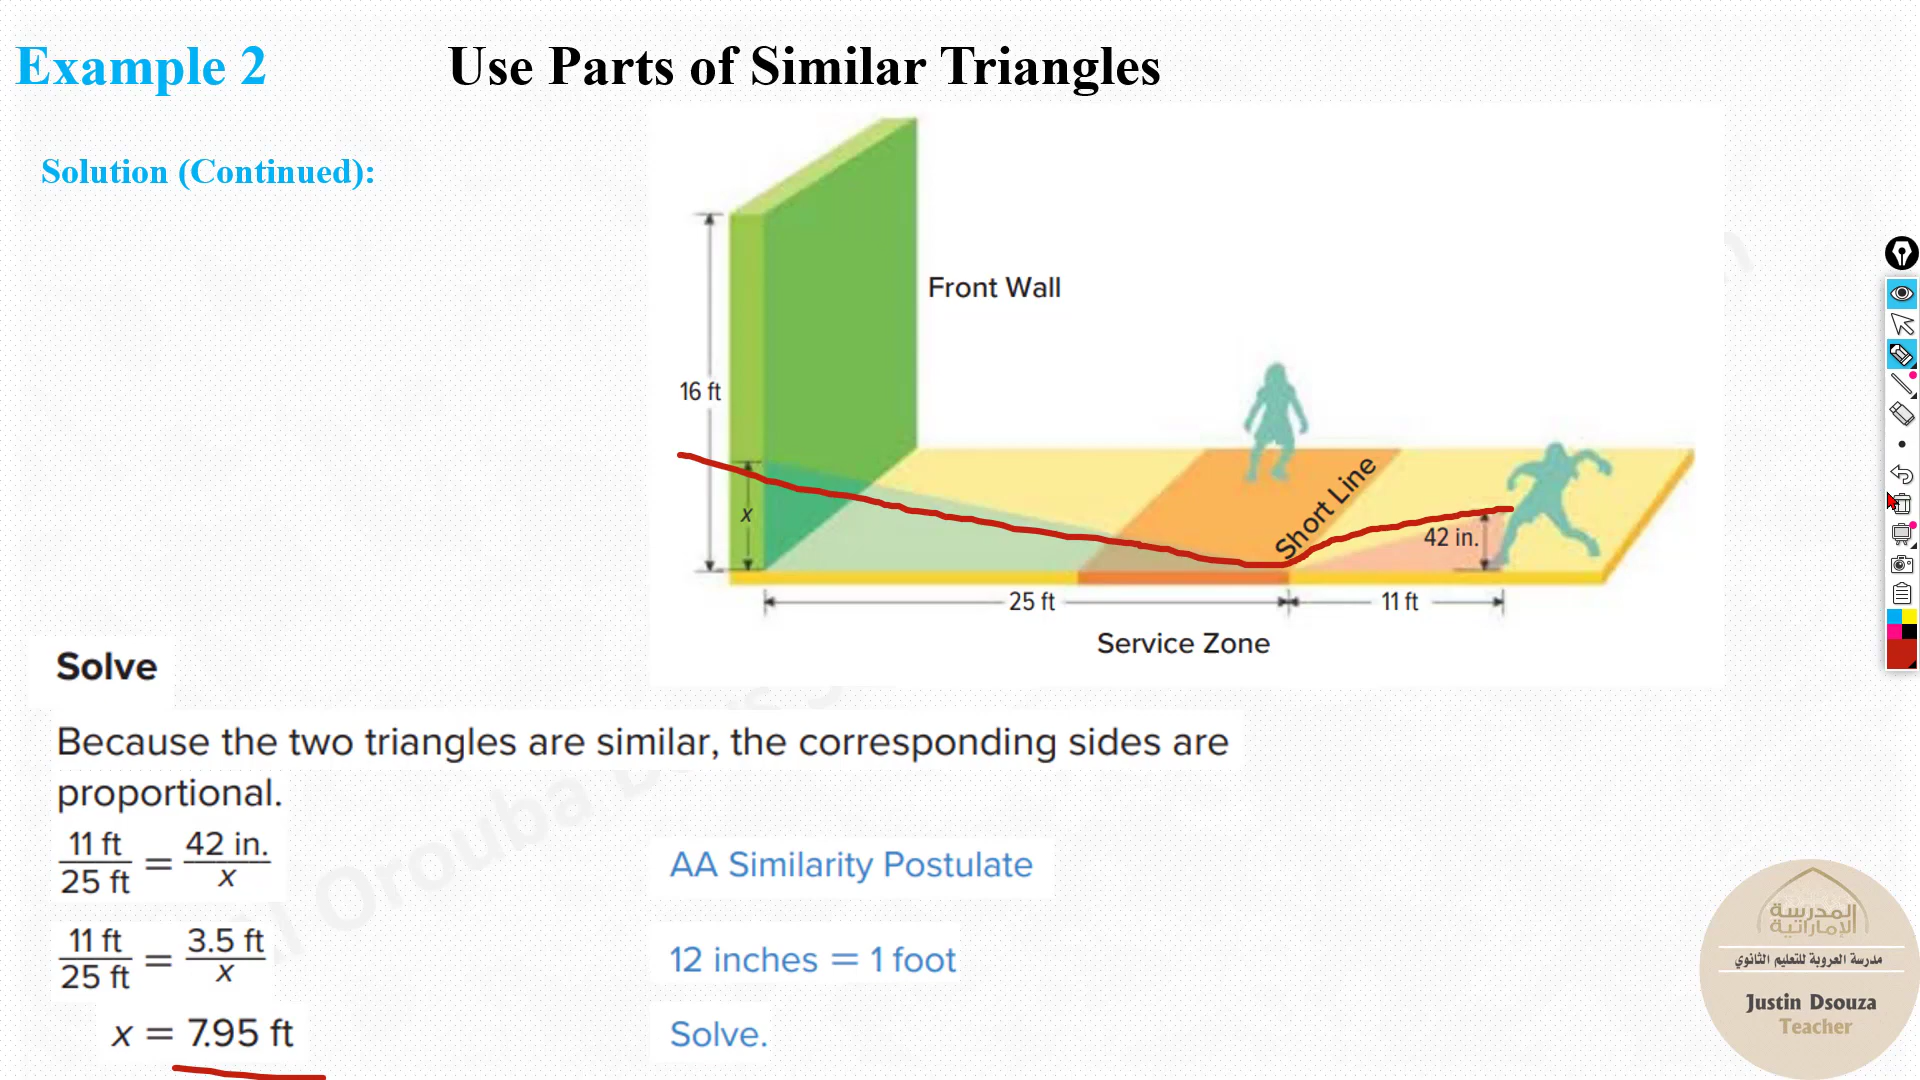 Example 2
Use Parts of Similar Triangles
Solution (Continued):
Front Wall
16 ft
x
Short Line
42 in.
25 ft
11 ft
Service Zone
Solve
Because the two triangles are similar, the corresponding sides are
proportional.
11 ft / 25 ft = 42 in. / x
AA Similarity Postulate
11 ft / 25 ft = 3.5 ft / x
12 inches = 1 foot
x = 7.95 ft
Solve.
المدرسة
الإماراتية
مدرسة العروبة للتعليم الثانوي
Justin Dsouza
Teacher